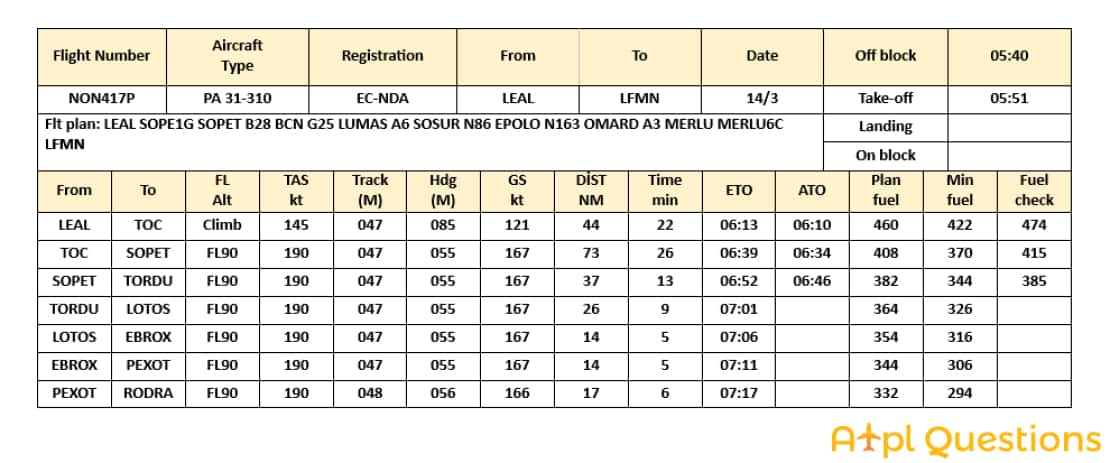 Flight Number Aircraft Type Registration From To Date Off block 05:40
NON417P PA 31-310 EC-NDA LEAL LFMN 14/3 Take-off 05:51
Flt plan: LEAL SOPE1G SOPET B28 BCN G25 LUMAS A6 SOSUR N86 EPOLO N163 OMARD A3 MERLU MERLU6C
LFMN
Landing
On block
From To FL Alt TAS kt Track (M) Hdg (M) GS kt DİST NM Time min ETO ATO Plan fuel Min fuel Fuel check
LEAL TOC Climb 145 047 085 121 44 22 06:13 06:10 460 422 474
TOC SOPET FL90 190 047 055 167 73 26 06:39 06:34 408 370 415
SOPET TORDU FL90 190 047 055 167 37 13 06:52 06:46 382 344 385
TORDU LOTOS FL90 190 047 055 167 26 9 07:01 364 326
LOTOS EBROX FL90 190 047 055 167 14 5 07:06 354 316
EBROX PEXOT FL90 190 047 055 167 14 5 07:11 344 306
PEXOT RODRA FL90 190 048 056 166 17 6 07:17 332 294
Atpl Questions